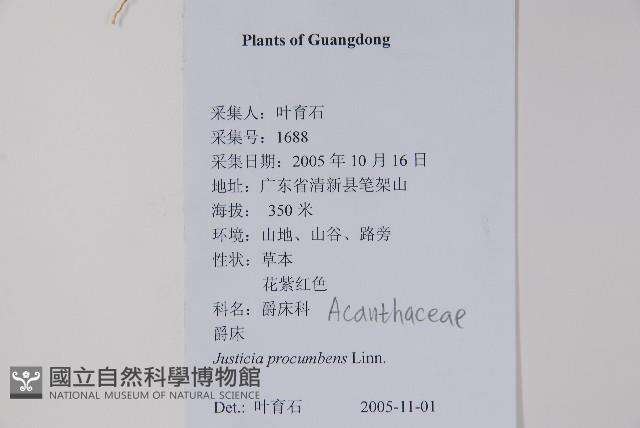 Plants of Guangdong
采集人：叶育石
采集号：1688
采集日期：2005 年 10 月 16 日
地址：广东省清新县笔架山
海拔： 350 米
环境：山地、山谷、路旁
性状：草本
花紫红色
科名：爵床科 Acanthaceae
爵床
Justicia procumbens Linn.
國立自然科學博物館
NATIONAL MUSEUM OF NATURAL SCIENCE
Det.: 叶育石 2005-11-01